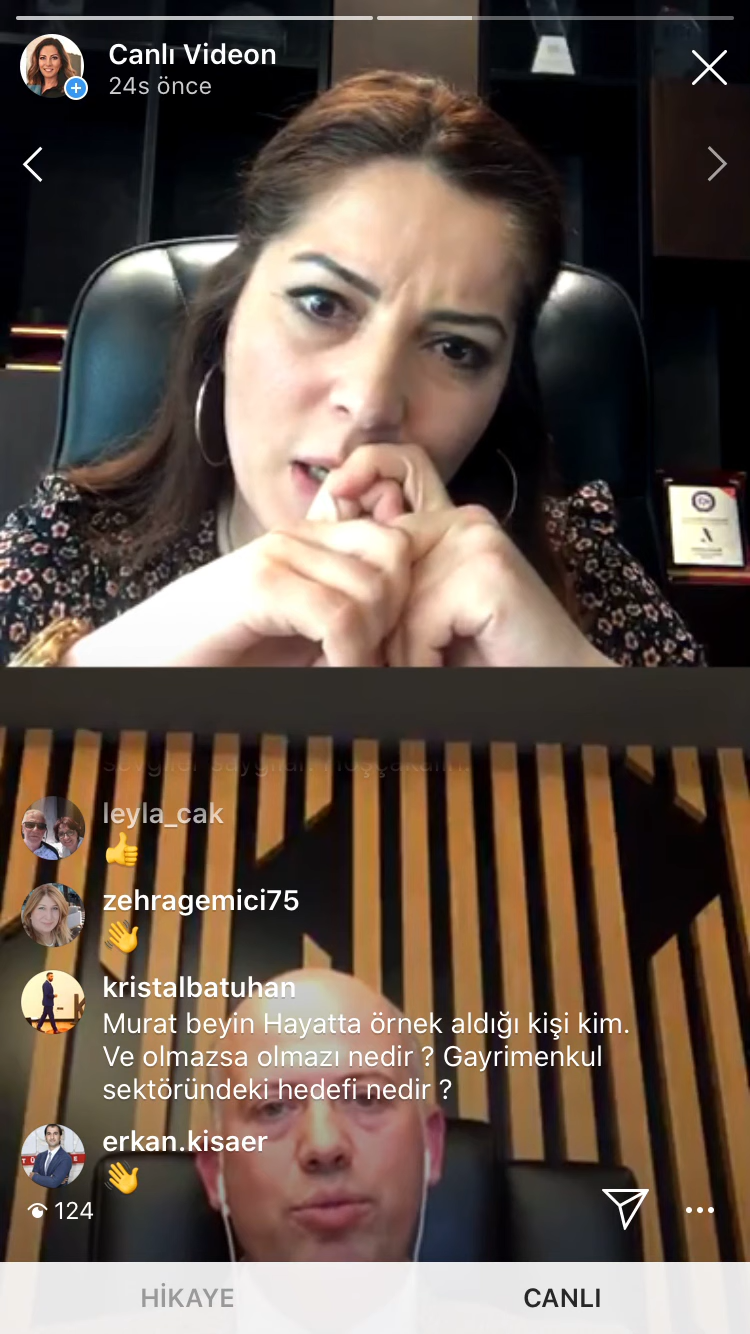 Canlı Videon
24s önce
leyla_cak
👍
zehragemici75
👋
kristalbatuhan
Murat beyin Hayatta örnek aldığı kişi kim.
Ve olmazsa olmazı nedir ? Gayrimenkul
sektöründeki hedefi nedir ?
erkan.kisaer
👋
124
HİKAYE
CANLI